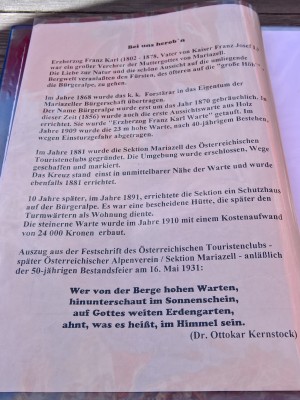 Bei uns herob'n
Erzherzog Franz Karl (1802 - 1878, Vater von Kaiser Franz Josef I.)
war ein großer Verehrer der Muttergottes von Mariazell.
Die Liebe zur Natur und die schöne Aussicht auf die umliegende
Bergwelt veranlaßten den Fürsten, des öfteren auf die "große Höh" -
die Bürgeralpe, zu gehen.
Im Jahre 1868 wurde das k. k. Forstärar in das Eigentum der
Mariazeller Bürgerschaft übertragen.
Der Name Bürgeralpe wurde erst um das Jahr 1870 gebräuchlich. In
dieser Zeit (1856) wurde auch die erste Aussichtswarte aus Holz
errichtet. Sie wurde "Erzherzog Franz Karl Warte" getauft. Im
Jahre 1909 wurde die 23 m hohe Warte, nach 40-jährigem Bestehen,
wegen Einsturzgefahr abgetragen.
Im Jahre 1881 wurde die Sektion Mariazell des Österreichischen
Touristenclubs gegründet. Die Umgebung wurde erschlossen, Wege
geschaffen und markiert.
Das Kreuz stand einst in unmittelbarer Nähe der Warte und wurde
ebenfalls 1881 errichtet.
10 Jahre später, im Jahre 1891, errichtete die Sektion ein Schutzhaus
auf der Bürgeralpe. Es war eine bescheidene Hütte, die später den
Turmwärtern als Wohnung diente.
Die steinerne Warte wurde im Jahre 1910 mit einem Kostenaufwand
von 24 000 Kronen erbaut.
Auszug aus der Festschrift des Österreichischen Touristenclubs -
später Österreichischer Alpenverein / Sektion Mariazell - anläßlich
der 50-jährigen Bestandsfeier am 16. Mai 1931:
Wer von der Berge hohen Warten,
hinunterschaut im Sonnenschein,
auf Gottes weiten Erdengarten,
ahnt, was es heißt, im Himmel sein.
(Dr. Ottokar Kernstock)